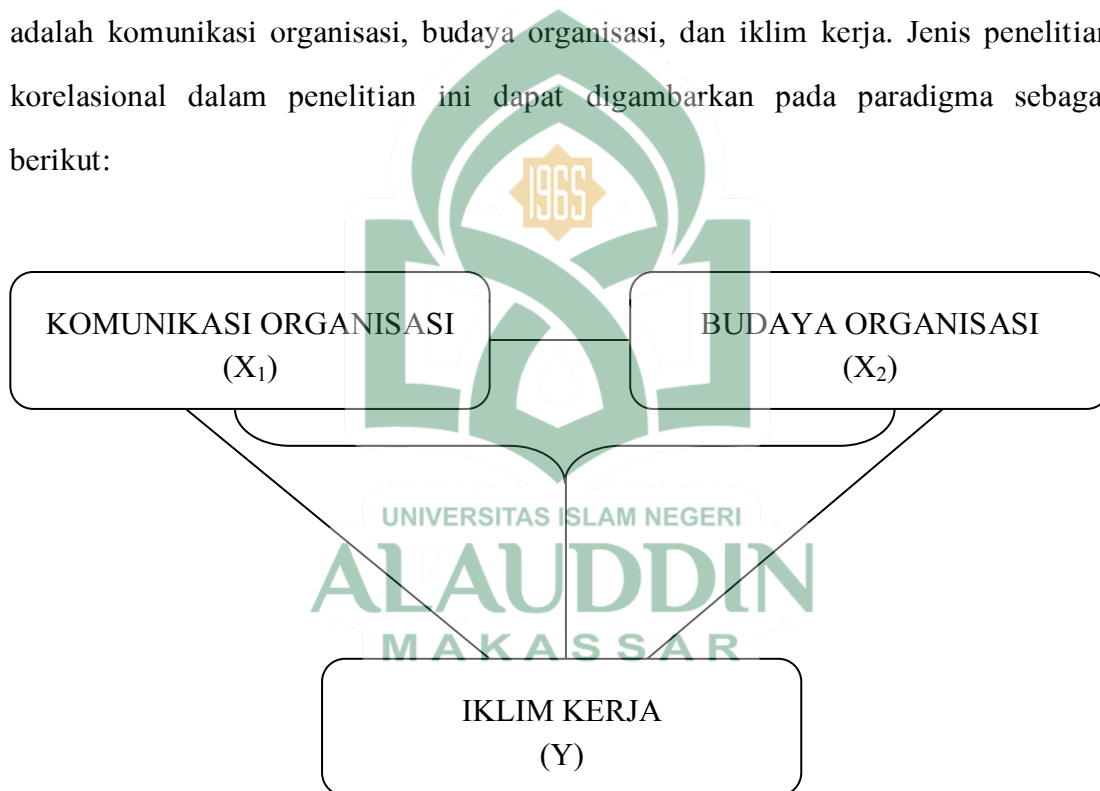 adalah komunikasi organisasi, budaya organisasi, dan iklim kerja. Jenis penelitian
korelasional dalam penelitian ini dapat digambarkan pada paradigma sebagai
berikut:
1965
KOMUNIKASI ORGANISASI
(X₁)
BUDAYA ORGANISASI
(X₂)
UNIVERSITAS ISLAM NEGERI
ALAUDDIN
MAKASSAR
IKLIM KERJA
(Y)